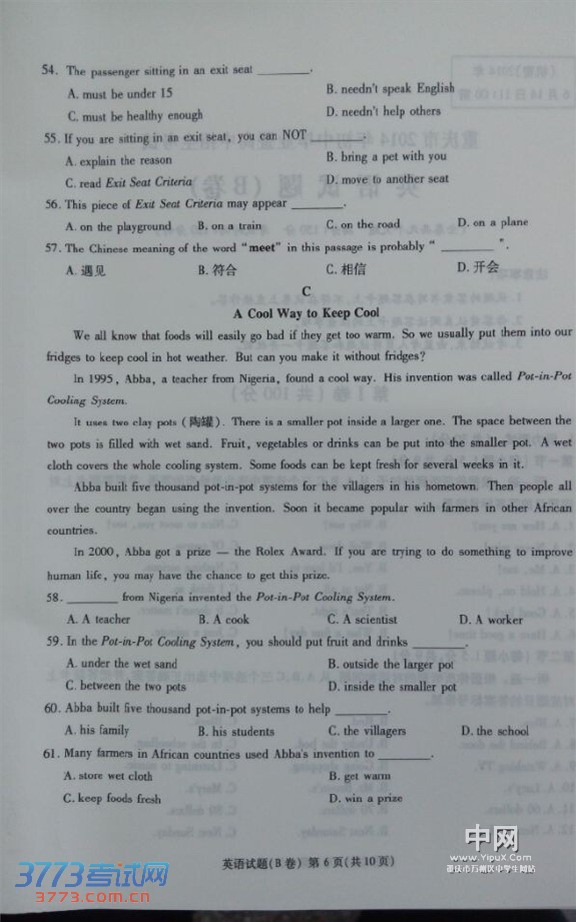 54. The passenger sitting in an exit seat ________.
A. must be under 15 B. needn't speak English
C. must be healthy enough D. needn't help others
55. If you are sitting in an exit seat, you can NOT ________.
A. explain the reason B. bring a pet with you
C. read Exit Seat Criteria D. move to another seat
56. This piece of Exit Seat Criteria may appear ________.
A. on the playground B. on a train C. on the road D. on a plane
57. The Chinese meaning of the word "meet" in this passage is probably "________".
A. 遇见 B. 符合 C. 相信 D. 开会
C
A Cool Way to Keep Cool
We all know that foods will easily go bad if they get too warm. So we usually put them into our
fridges to keep cool in hot weather. But can you make it without fridges?
In 1995, Abba, a teacher from Nigeria, found a cool way. His invention was called Pot-in-Pot
Cooling System.
It uses two clay pots (陶罐). There is a smaller pot inside a larger one. The space between the
two pots is filled with wet sand. Fruit, vegetables or drinks can be put into the smaller pot. A wet
cloth covers the whole cooling system. Some foods can be kept fresh for several weeks in it.
Abba built five thousand pot-in-pot systems for the villagers in his hometown. Then people all
over the country began using the invention. Soon it became popular with farmers in other African
countries.
In 2000, Abba got a prize — the Rolex Award. If you are trying to do something to improve
human life, you may have the chance to get this prize.
58. ________ from Nigeria invented the Pot-in-Pot Cooling System.
A. A teacher B. A cook C. A scientist D. A worker
59. In the Pot-in-Pot Cooling System, you should put fruit and drinks ________.
A. under the wet sand B. outside the larger pot
C. between the two pots D. inside the smaller pot
60. Abba built five thousand pot-in-pot systems to help ________.
A. his family B. his students C. the villagers D. the school
61. Many farmers in African countries used Abba's invention to ________.
A. store wet cloth B. get warm
C. keep foods fresh D. win a prize
英语试题(B卷) 第6页(共10页)
3773考试网
www.3773.com.cn
中网
www.YipuX.Com
重庆市万州区中学生网站